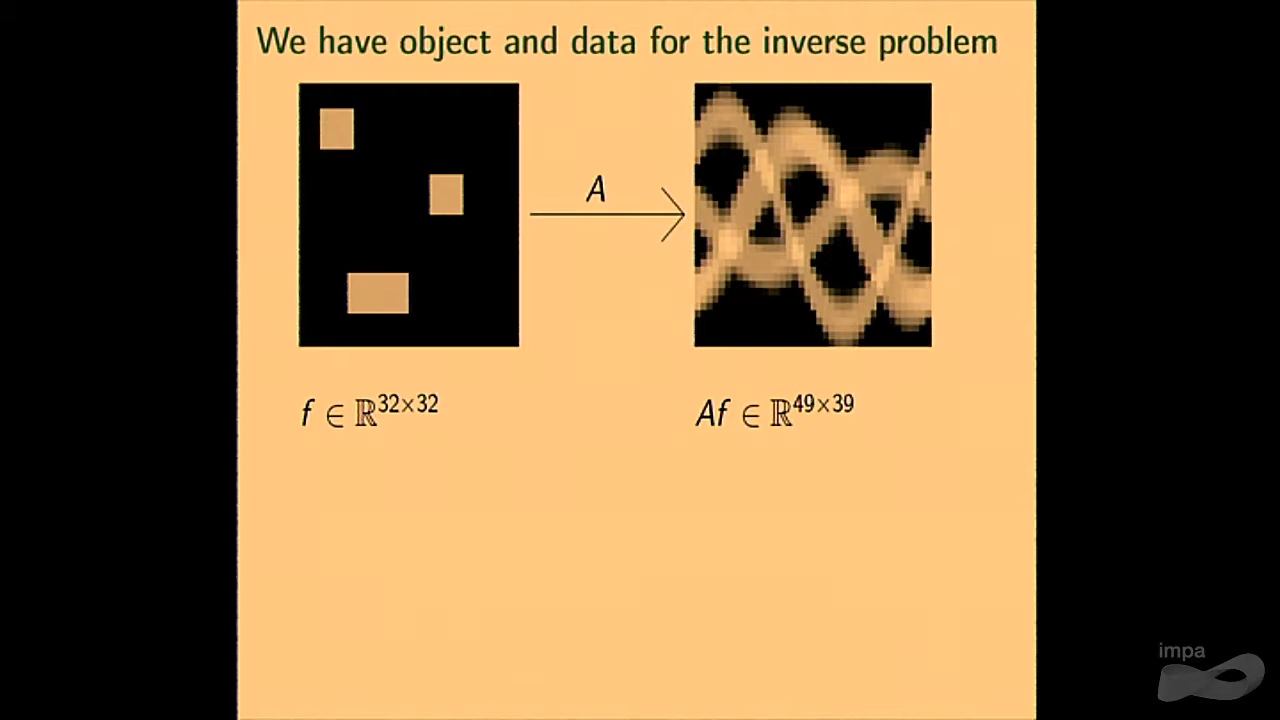 We have object and data for the inverse problem
A
f ∈ ℝ^{32×32}
Af ∈ ℝ^{49×39}
impa